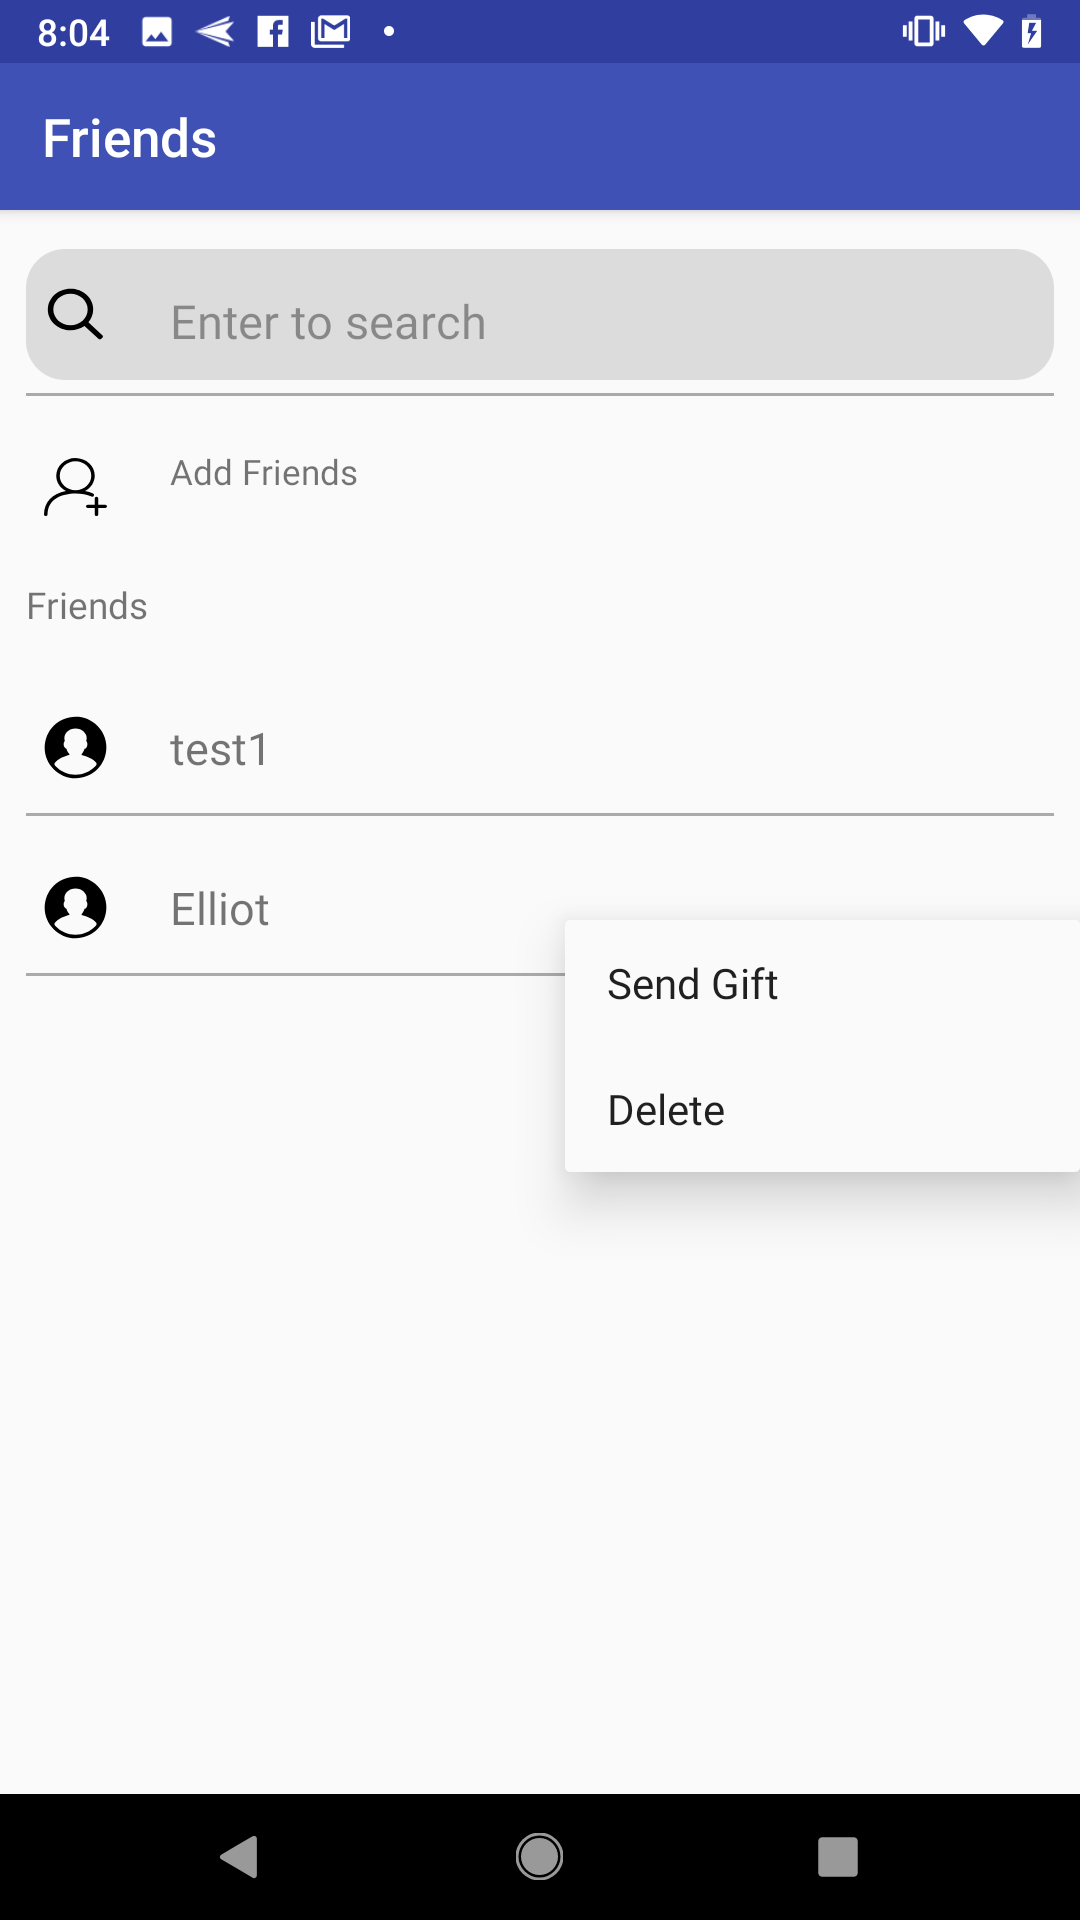 8:04
Friends
Enter to search
Add Friends
Friends
test1
Elliot
Send Gift
Delete